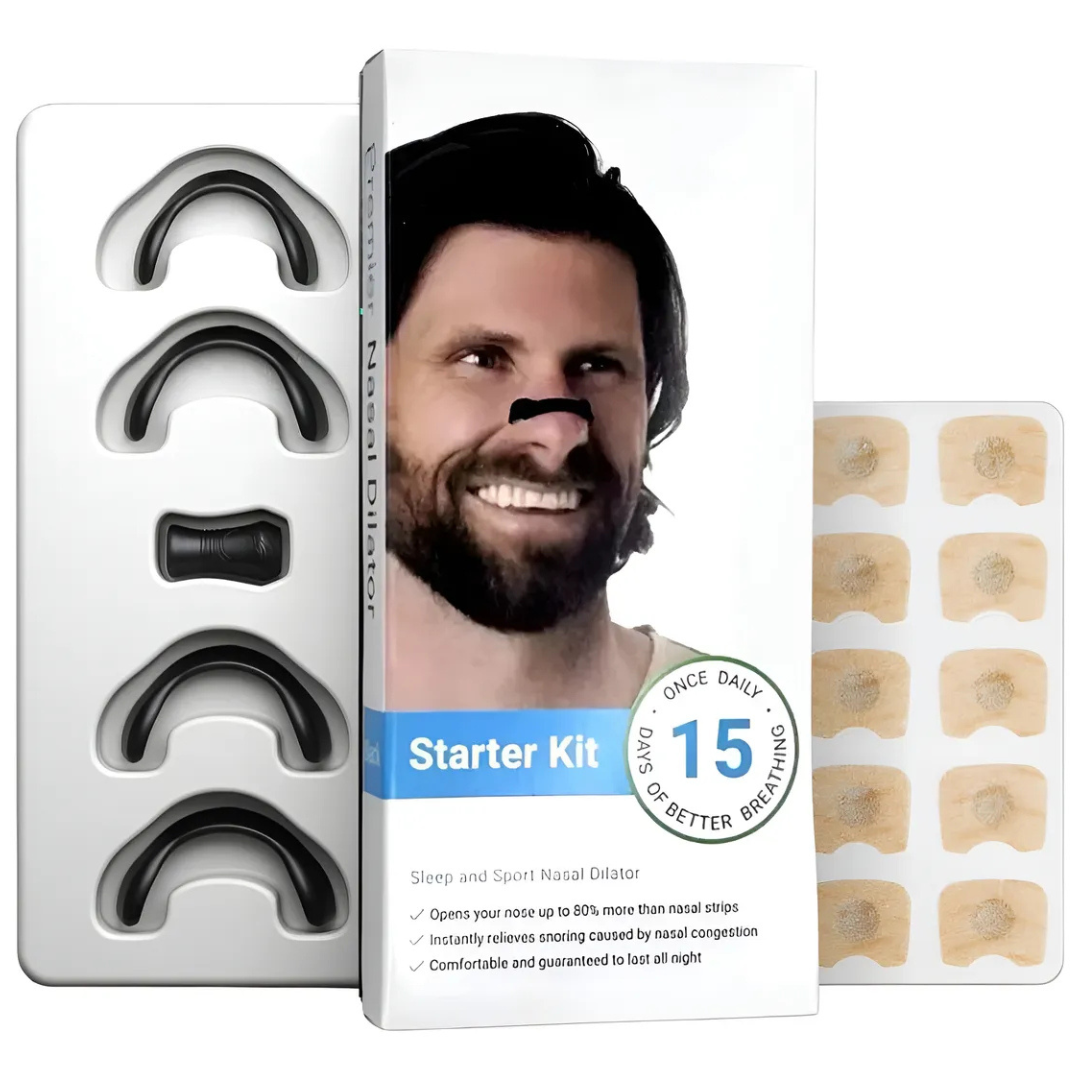 Premier Nasal Dilator
Black
Starter Kit
ONCE DAILY
15
DAYS OF BETTER BREATHING
Sleep and Sport Nasal Dilator
Opens your nose up to 80% more than nasal strips
Instantly relieves snoring caused by nasal congestion
Comfortable and guaranteed to last all night